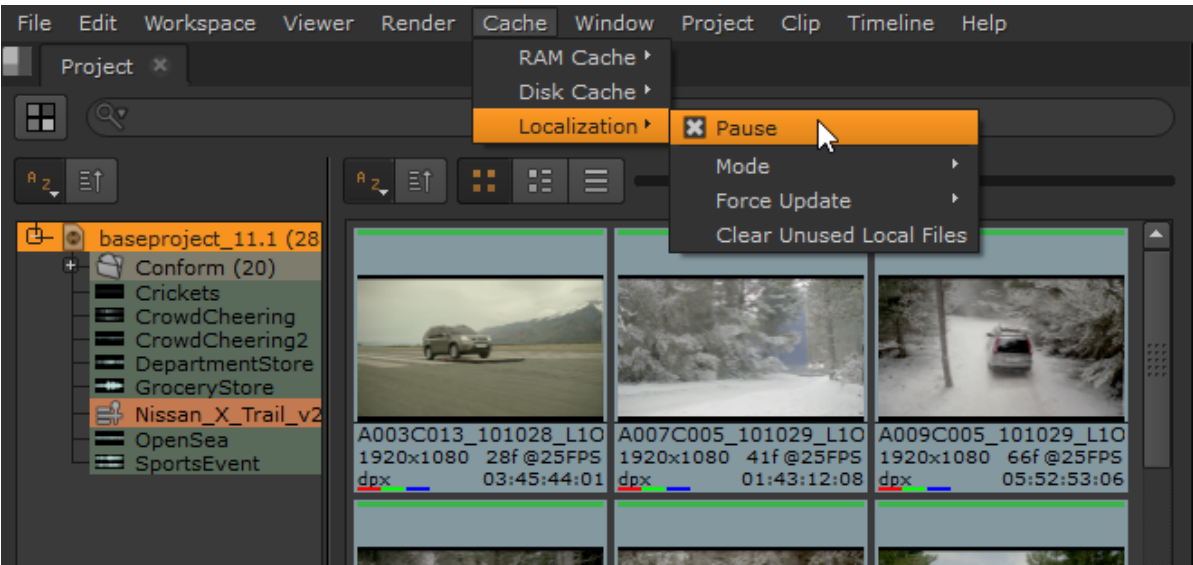 File Edit Workspace Viewer Render Cache Window Project Clip Timeline Help
Project
RAM Cache
Disk Cache
Localization
Pause
Mode
Force Update
Clear Unused Local Files
A Z
A Z
baseproject_11.1 (28
Conform (20)
Crickets
CrowdCheering
CrowdCheering2
DepartmentStore
GroceryStore
Nissan_X_Trail_v2
OpenSea
SportsEvent
A003C013_101028_L1O
1920x1080 28f@25FPS
dpx 03:45:44:01
A007C005_101029_L1O
1920x1080 41f@25FPS
dpx 01:43:12:08
A009C005_101029_L1O
1920x1080 66f@25FPS
dpx 05:52:53:06